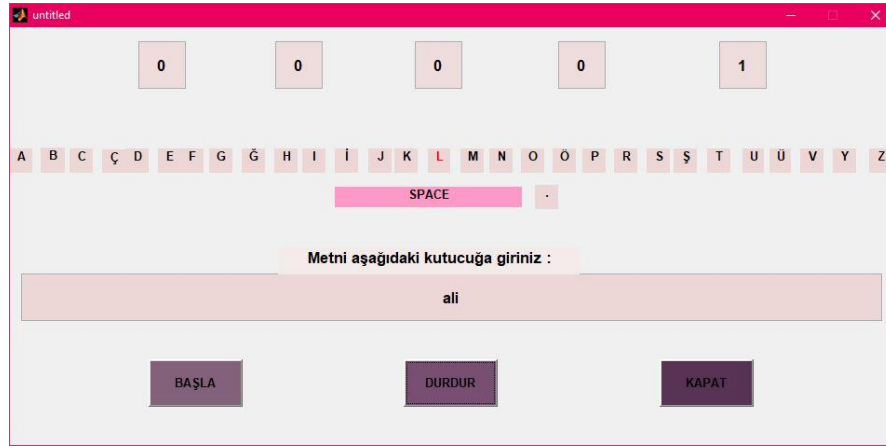 untitled
0 0 0 0 1
A B C Ç D E F G Ğ H I İ J K L M N O Ö P R S Ş T U Ü V Y Z
SPACE .
Metni aşağıdaki kutucuğa giriniz :
ali
BAŞLA DURDUR KAPAT